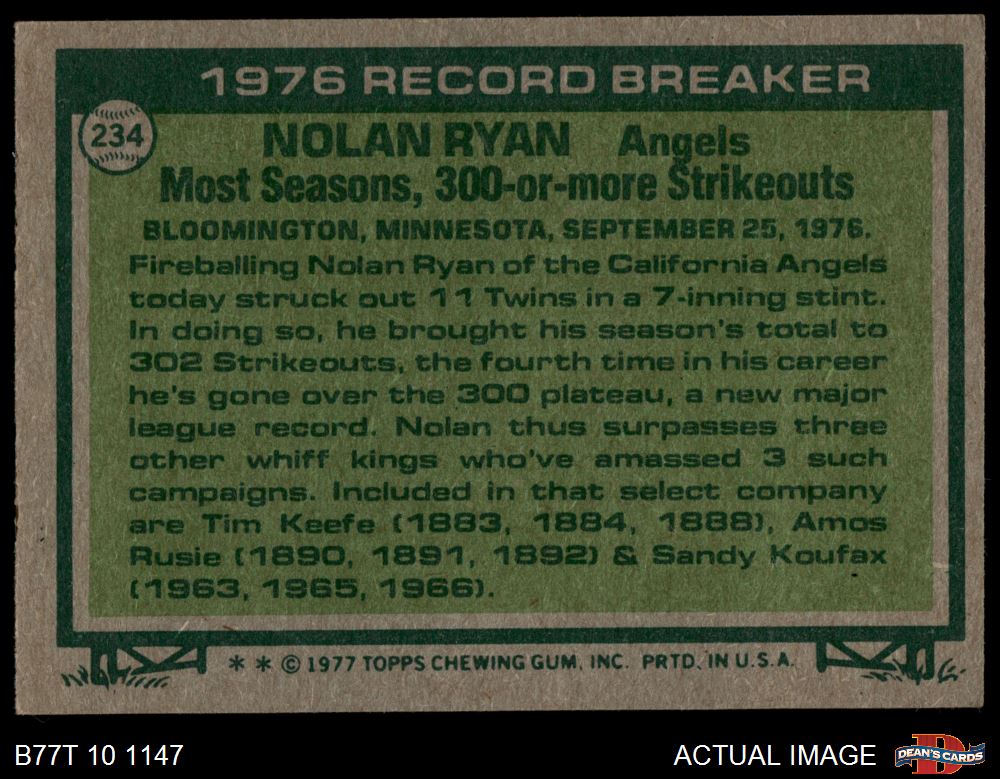 1976 RECORD BREAKER
234
NOLAN RYAN Angels
Most Seasons, 300-or-more Strikeouts
BLOOMINGTON, MINNESOTA, SEPTEMBER 25, 1976.
Fireballing Nolan Ryan of the California Angels
today struck out 11 Twins in a 7-inning stint.
In doing so, he brought his season's total to
302 Strikeouts, the fourth time in his career
he's gone over the 300 plateau, a new major
league record. Nolan thus surpasses three
other whiff kings who've amassed 3 such
campaigns. Included in that select company
are Tim Keefe (1883, 1884, 1888), Amos
Rusie (1890, 1891, 1892) & Sandy Koufax
(1963, 1965, 1966).
* * © 1977 TOPPS CHEWING GUM, INC. PRTD. IN U.S.A.
B77T 10 1147
ACTUAL IMAGE
D
DEAN'S CARDS